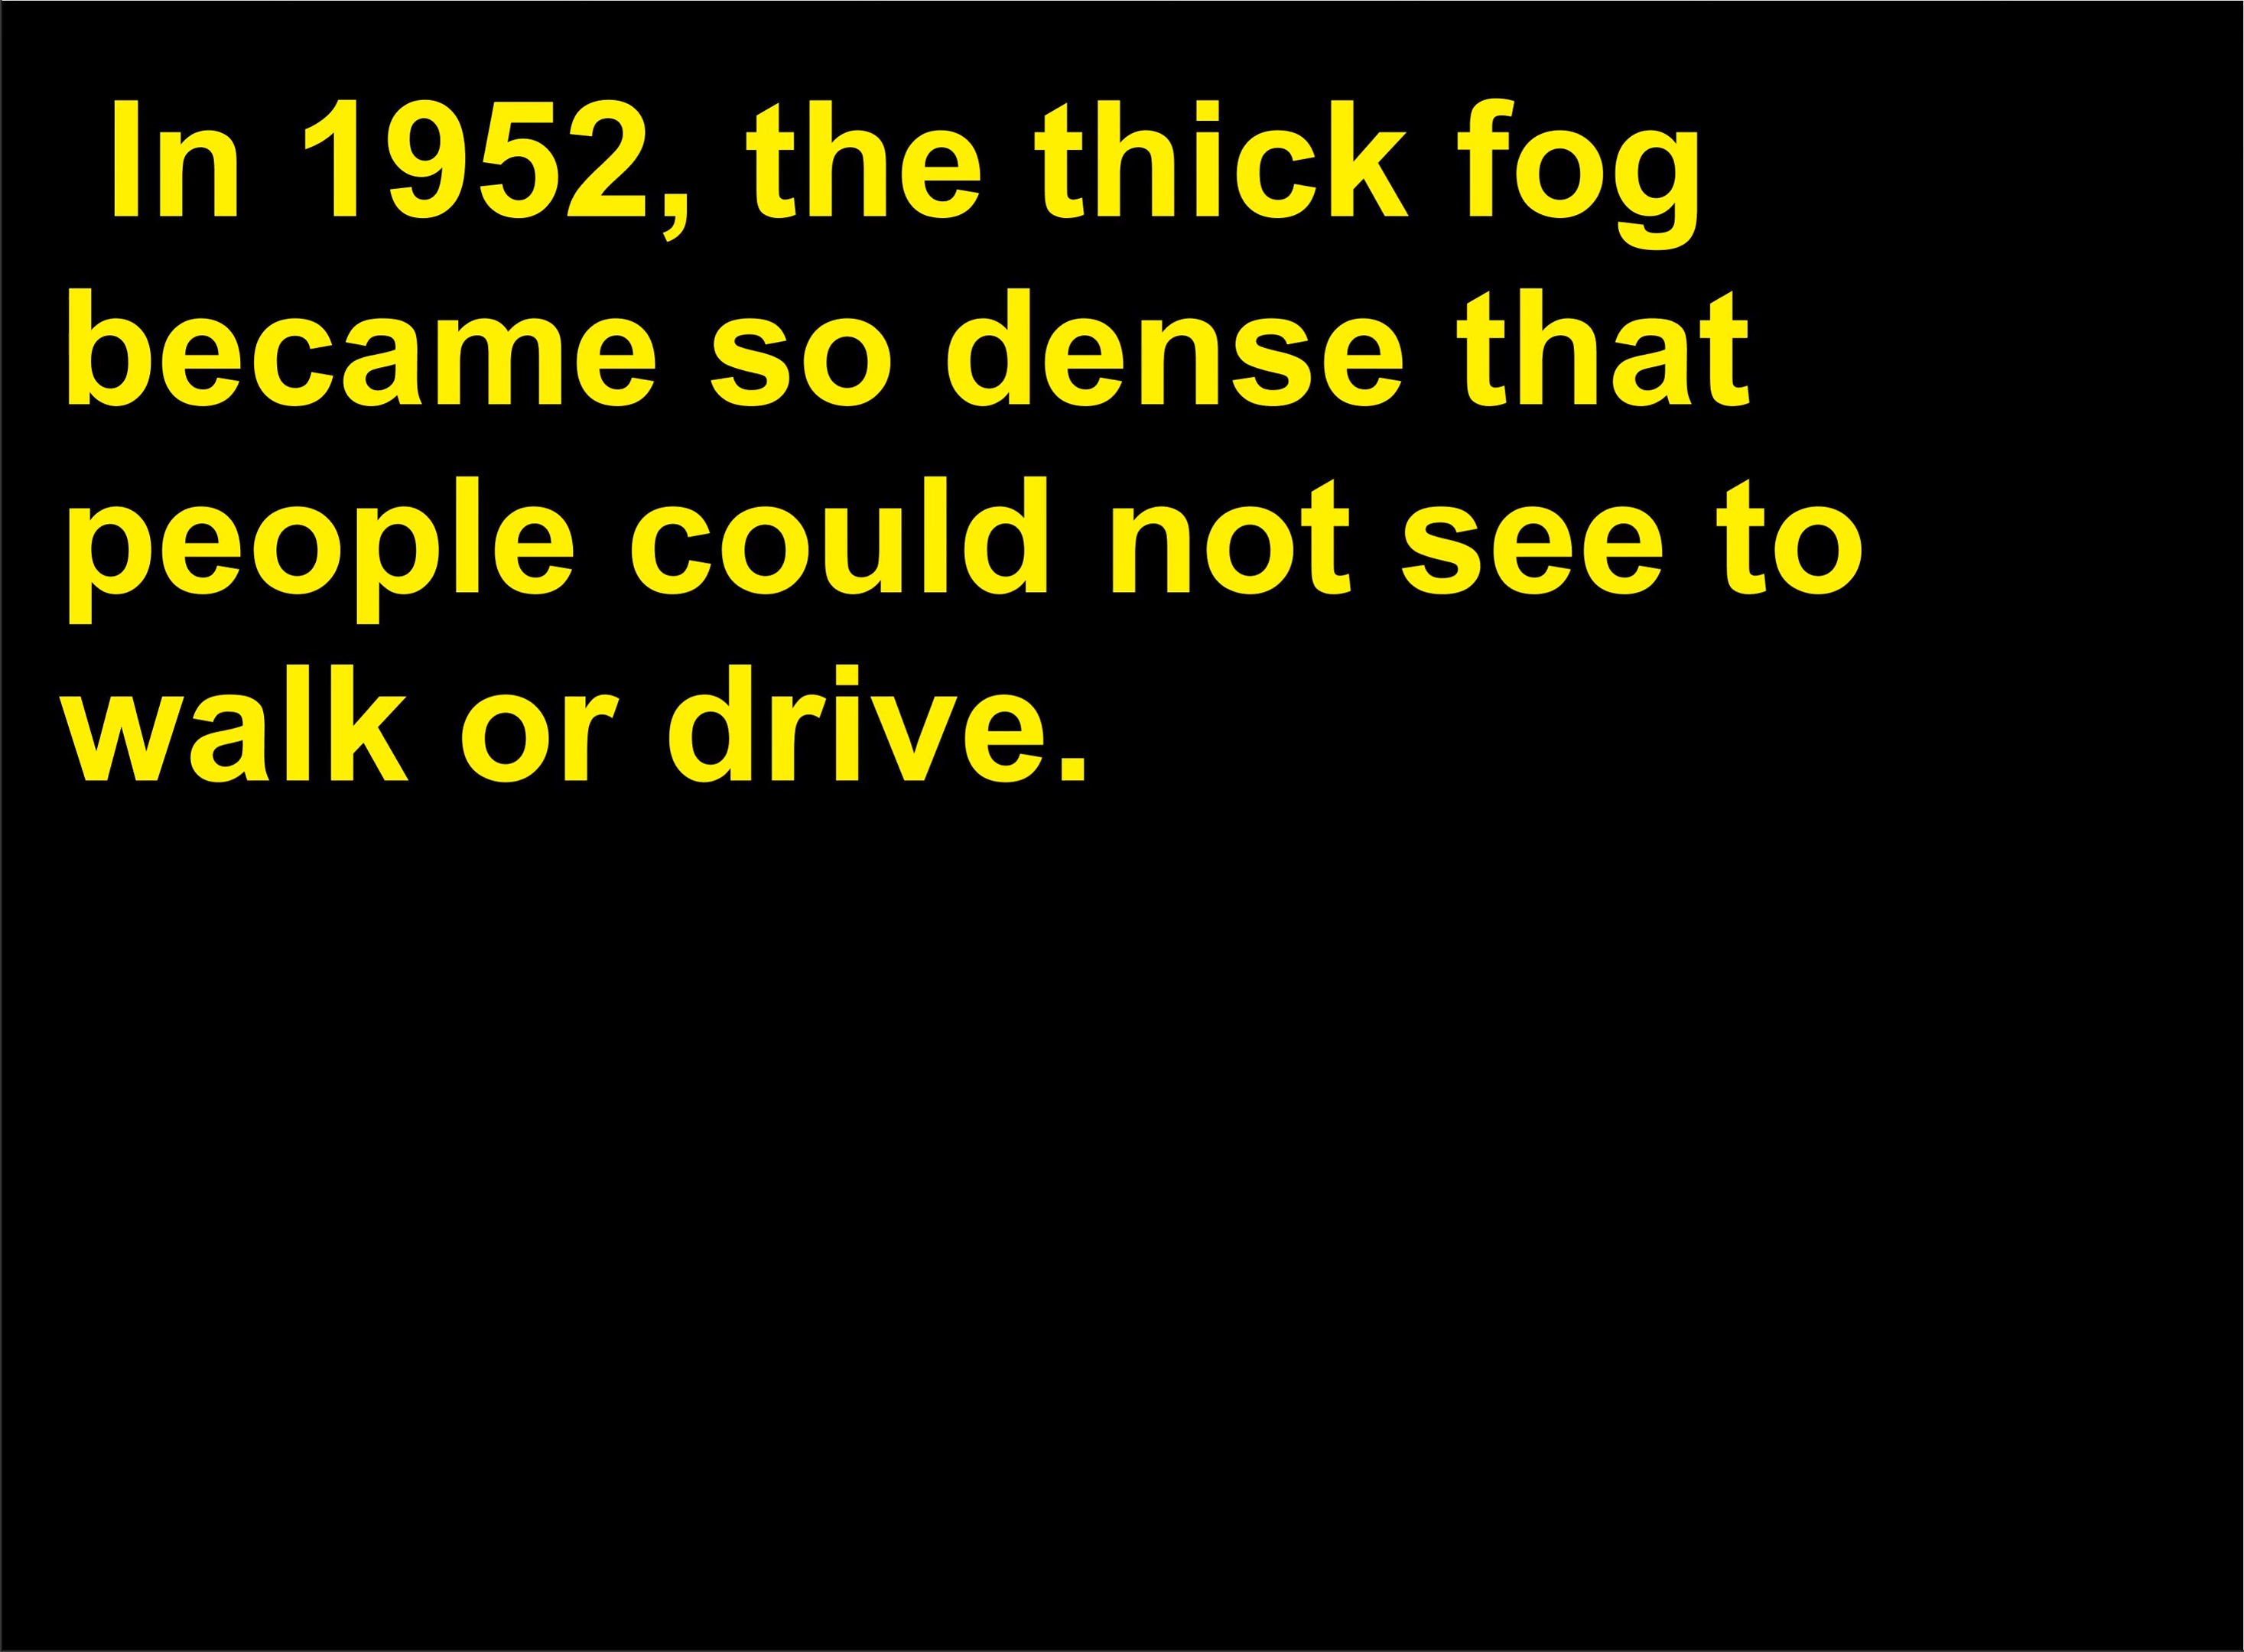 In 1952, the thick fog
became so dense that
people could not see to
walk or drive.